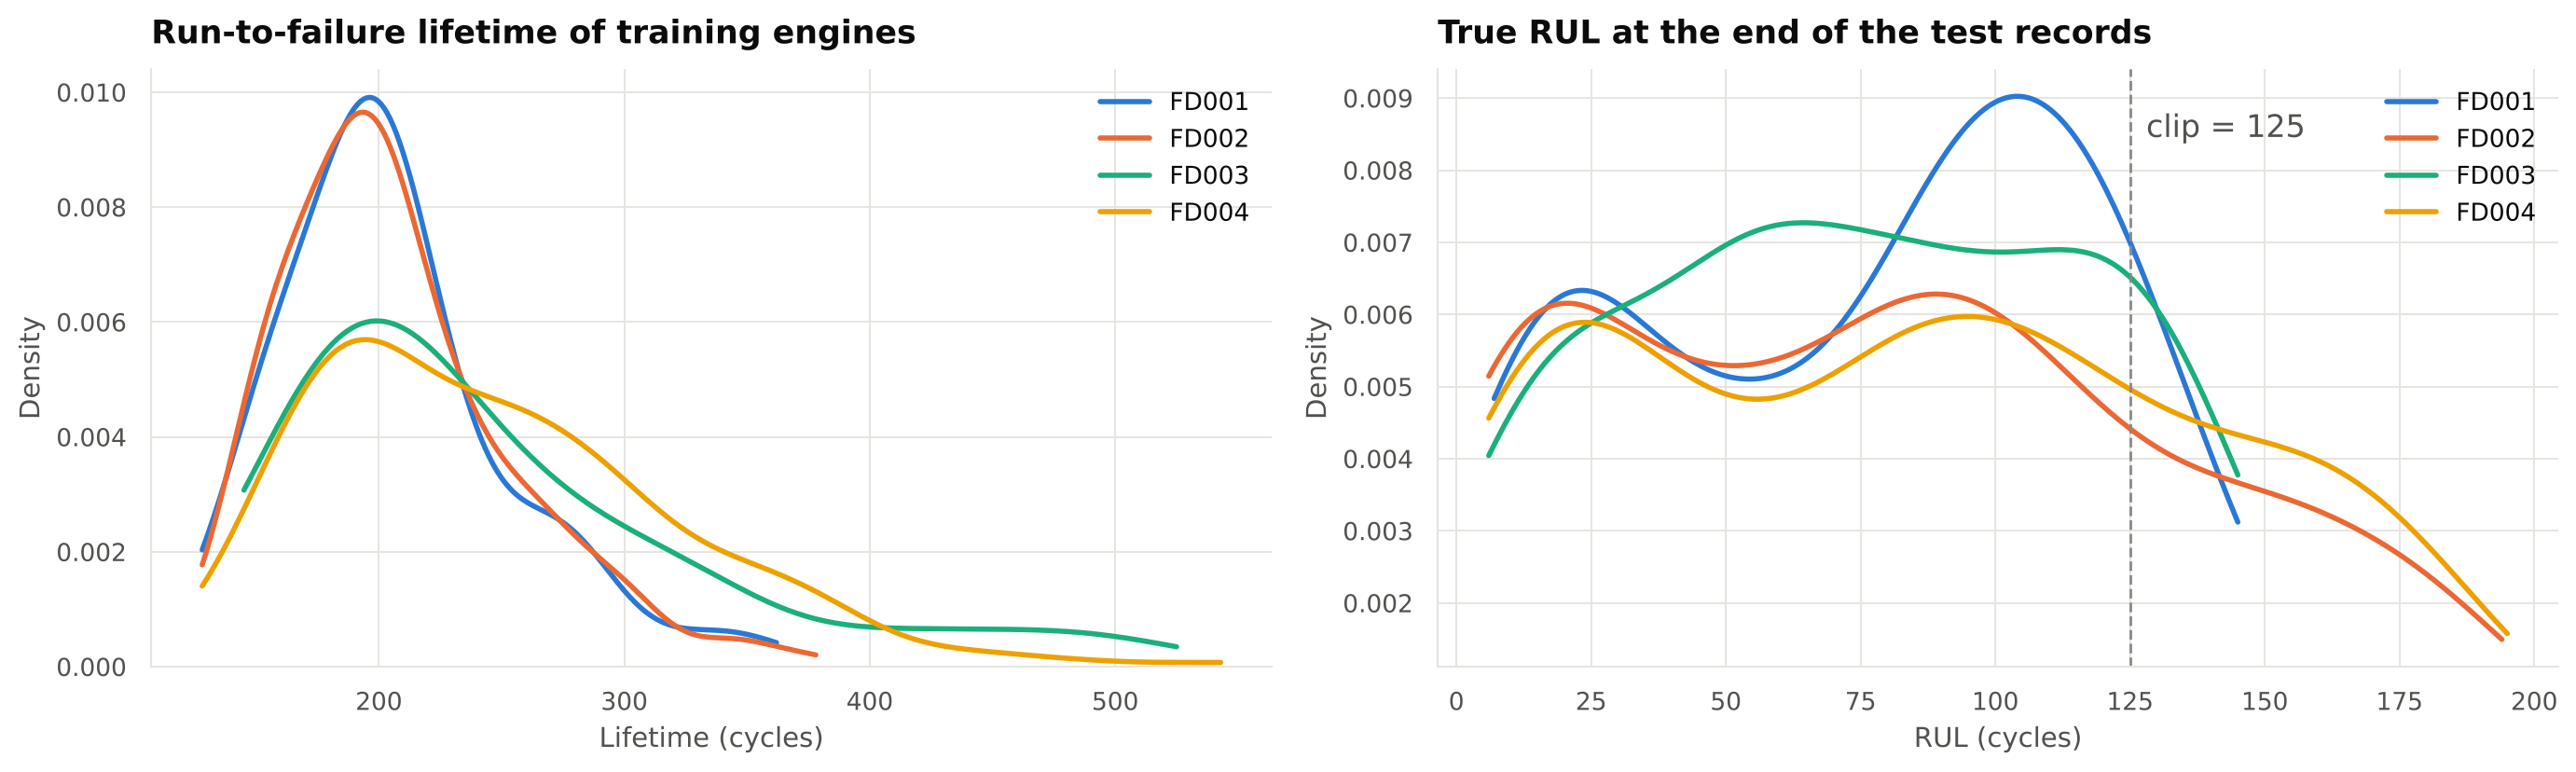 Run-to-failure lifetime of training engines
0.010
0.008
0.006
0.004
0.002
0.000
Density
200 300 400 500
Lifetime (cycles)
FD001
FD002
FD003
FD004
True RUL at the end of the test records
0.009
0.008
0.007
0.006
0.005
0.004
0.003
0.002
Density
0 25 50 75 100 125 150 175 200
RUL (cycles)
clip = 125
FD001
FD002
FD003
FD004